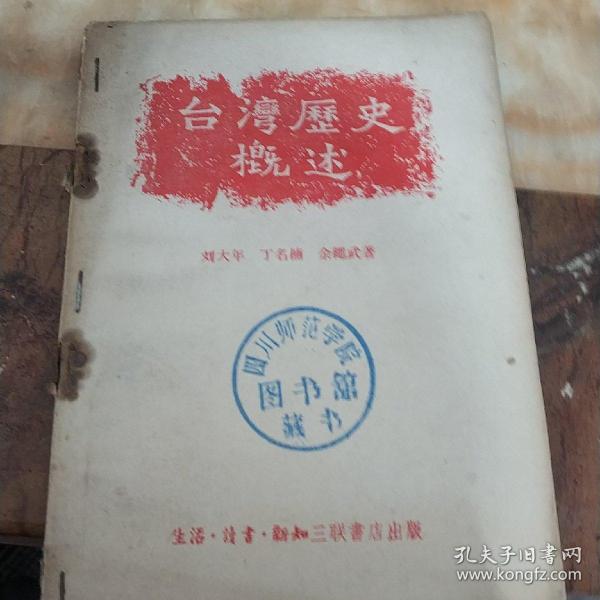 台灣歷史
概述
刘大年 丁名楠 余繩武著
四川师范学院
图书馆
藏书
生活·讀書·新知三联書店出版
孔夫子旧书网
www.kongfz.com